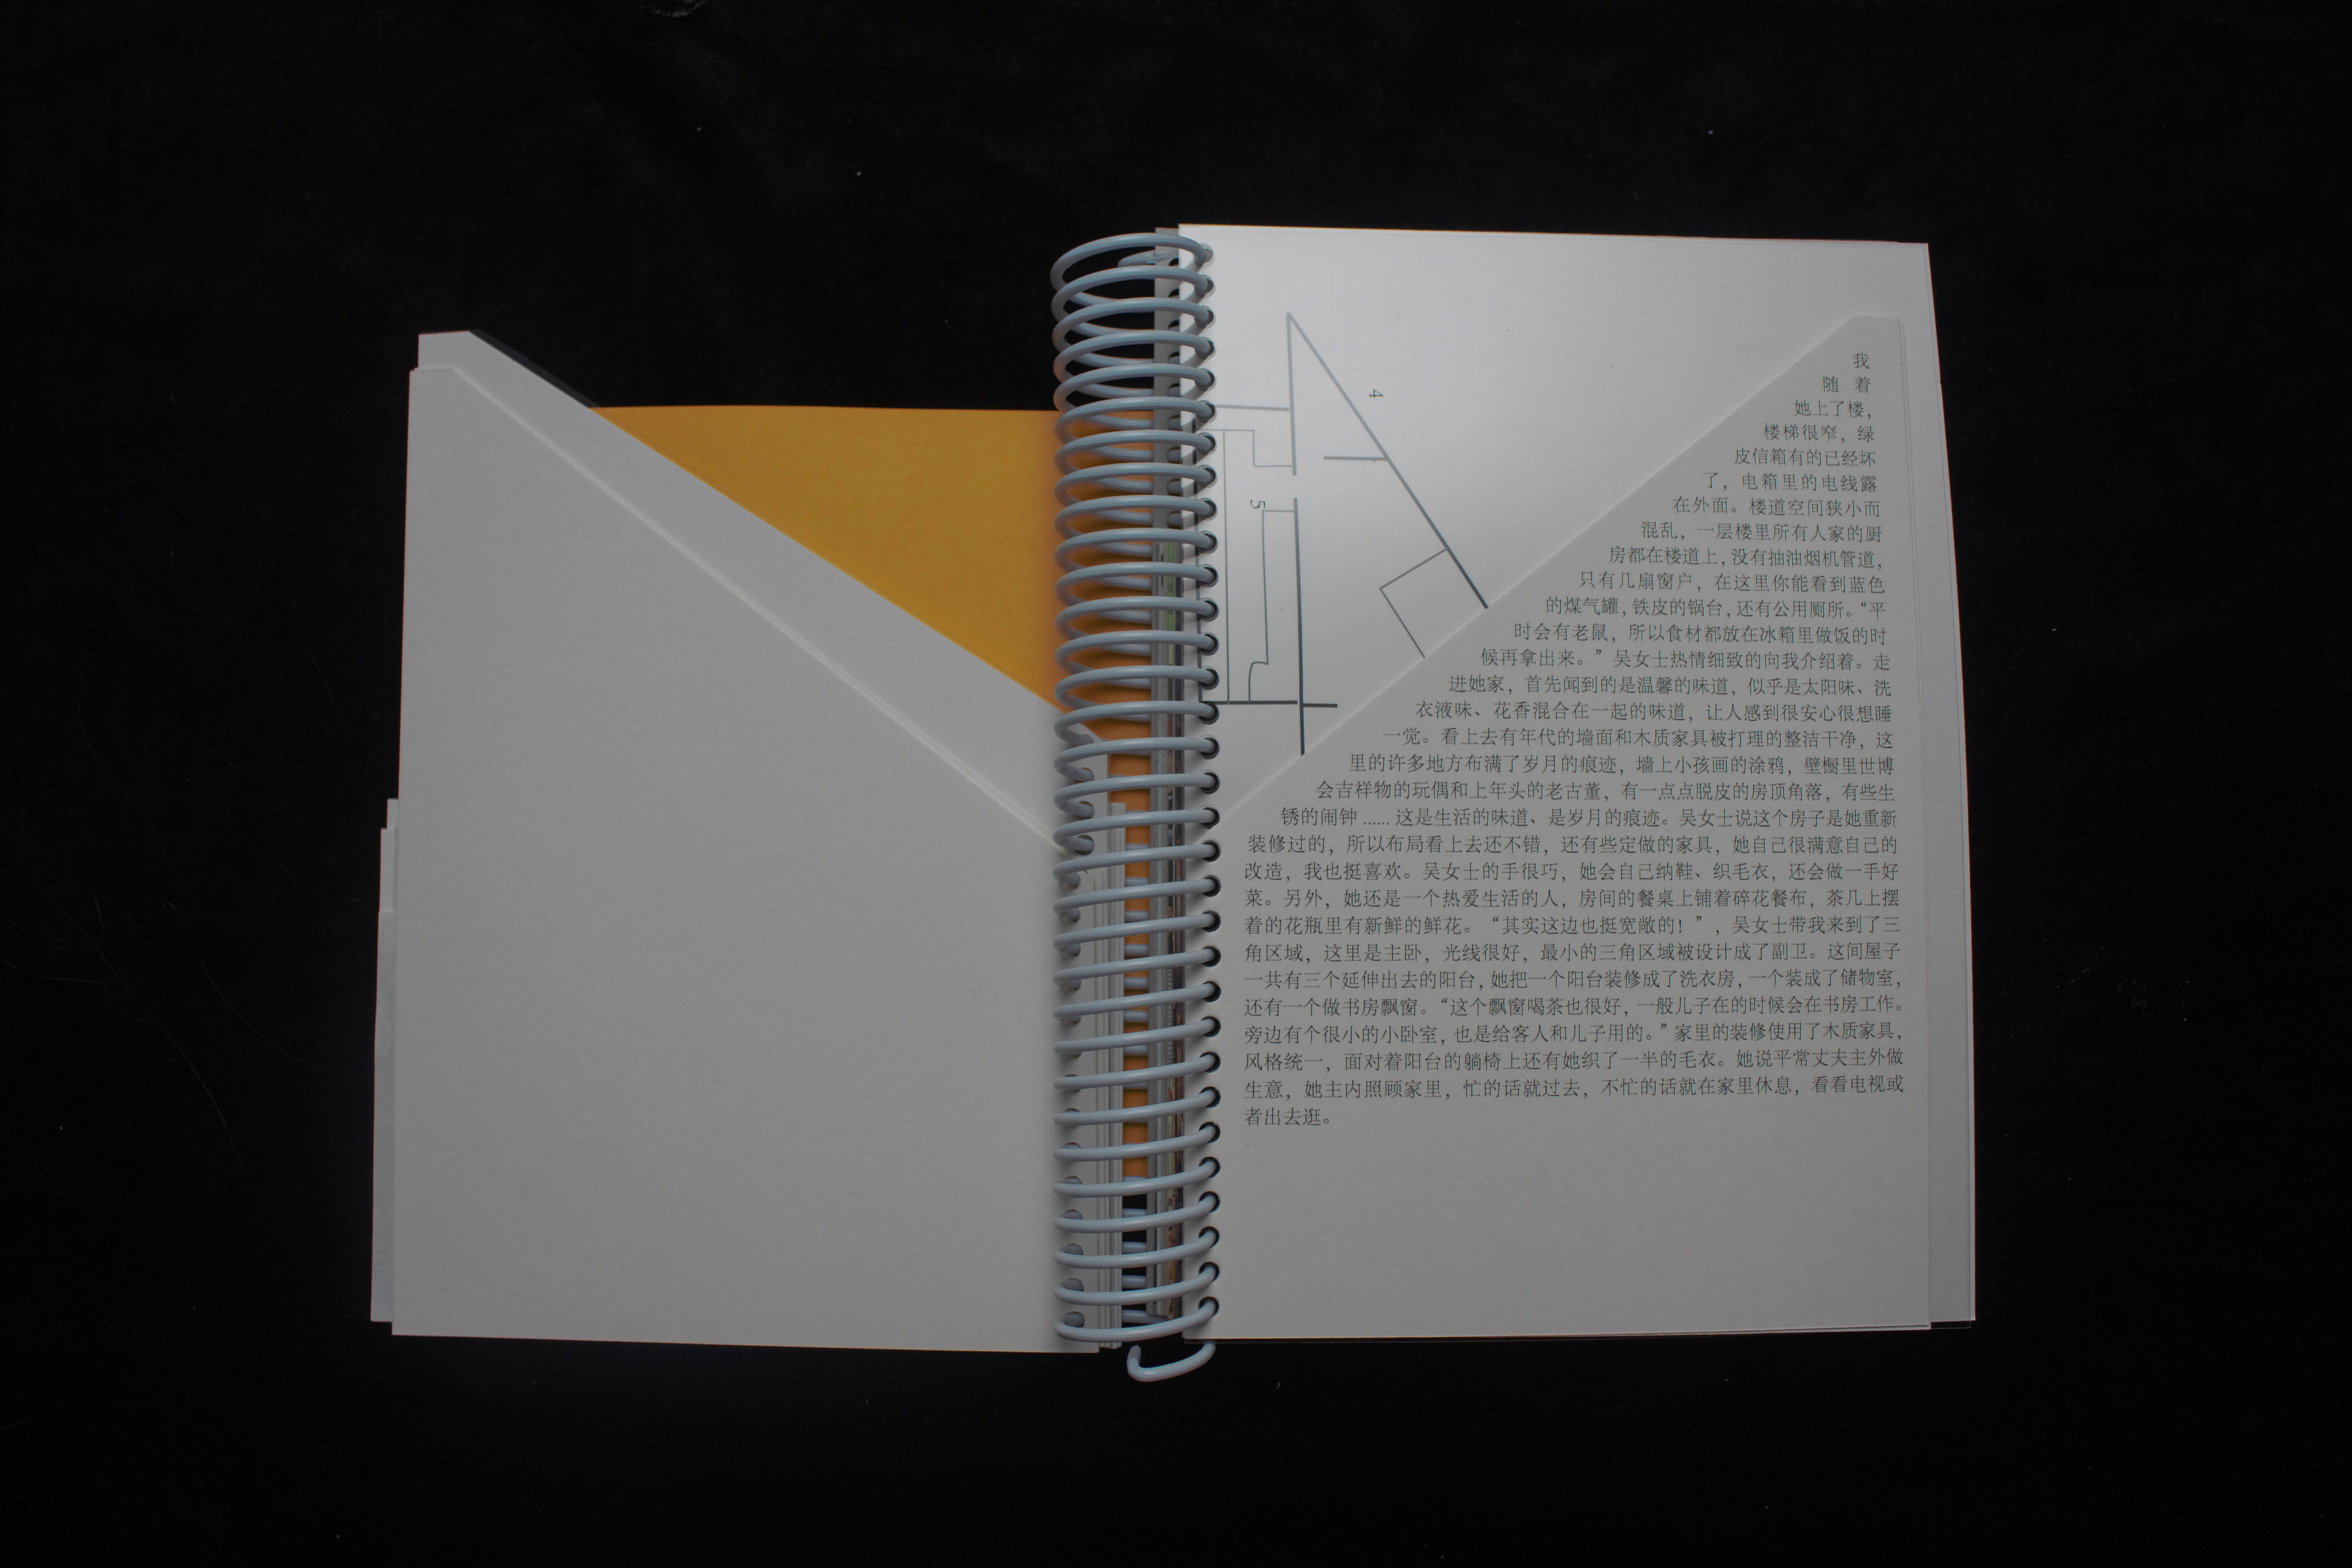 4
5
我
随 着
她上了楼，
楼梯很窄，绿
皮信箱有的已经坏
了，电箱里的电线露
在外面。楼道空间狭小而
混乱，一层楼里所有人家的厨
房都在楼道上，没有抽油烟机管道，
只有几扇窗户，在这里你能看到蓝色
的煤气罐，铁皮的锅台，还有公用厕所。“平
时会有老鼠，所以食材都放在冰箱里做饭的时
候再拿出来。”吴女士热情细致的向我介绍着。走
进她家，首先闻到的是温馨的味道，似乎是太阳味、洗
衣液味、花香混合在一起的味道，让人感到很安心很想睡
一觉。看上去有年代的墙面和木质家具被打理的整洁干净，这
里的许多地方布满了岁月的痕迹，墙上小孩画的涂鸦，壁橱里世博
会吉祥物的玩偶和上年头的老古董，有一点点脱皮的房顶角落，有些生
锈的闹钟 ...... 这是生活的味道、是岁月的痕迹。吴女士说这个房子是她重新
装修过的，所以布局看上去还不错，还有些定做的家具，她自己很满意自己的
改造，我也挺喜欢。吴女士的手很巧，她会自己纳鞋、织毛衣，还会做一手好
菜。另外，她还是一个热爱生活的人，房间的餐桌上铺着碎花餐布，茶几上摆
着的花瓶里有新鲜的鲜花。“其实这边也挺宽敞的！”，吴女士带我来到了三
角区域，这里是主卧，光线很好，最小的三角区域被设计成了副卫。这间屋子
一共有三个延伸出去的阳台，她把一个阳台装修成了洗衣房，一个装成了储物室，
还有一个做书房飘窗。“这个飘窗喝茶也很好，一般儿子在的时候会在书房工作。
旁边有个很小的小卧室，也是给客人和儿子用的。”家里的装修使用了木质家具，
风格统一，面对着阳台的躺椅上还有她织了一半的毛衣。她说平常丈夫主外做
生意，她主内照顾家里，忙的话就过去，不忙的话就在家里休息，看看电视或
者出去逛。